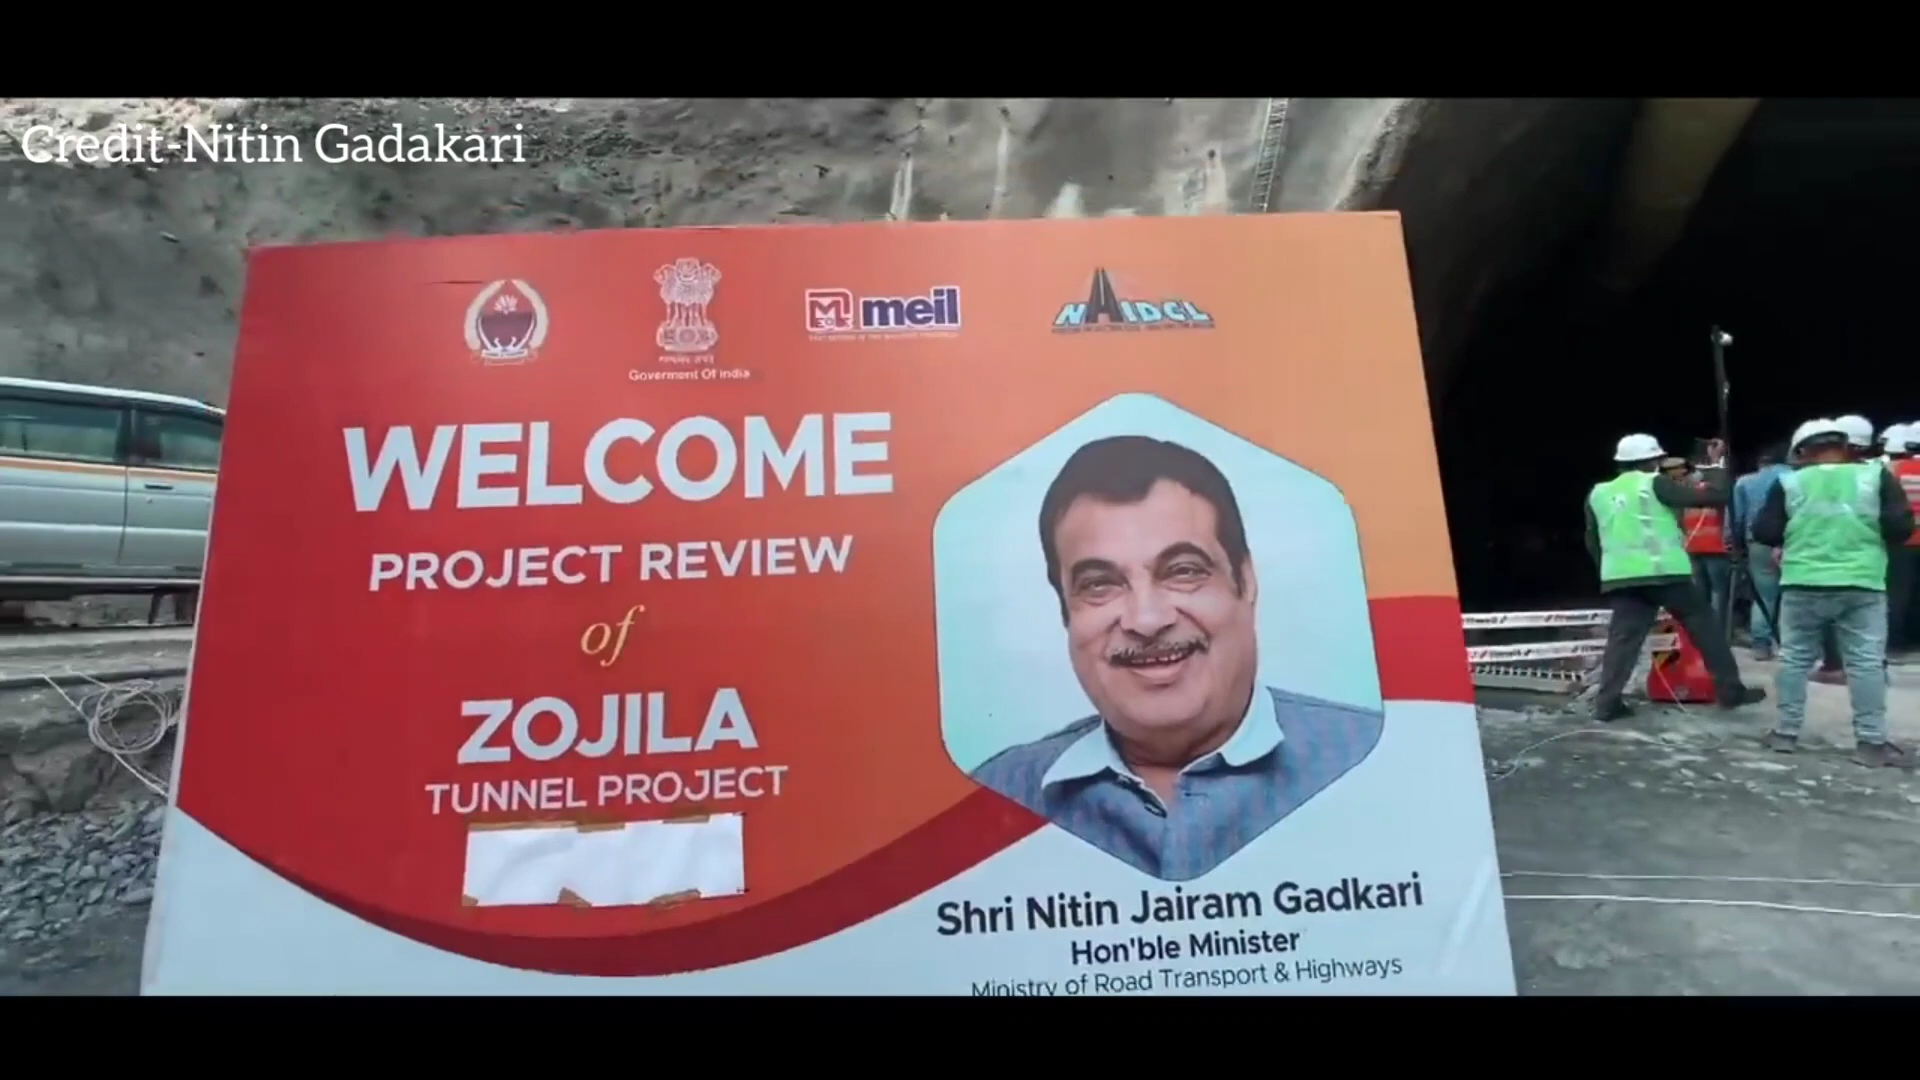 Credit-Nitin Gadakari
meil
NHIDCL
Goverment Of India
WELCOME
PROJECT REVIEW
of
ZOJILA
TUNNEL PROJECT
Shri Nitin Jairam Gadkari
Hon'ble Minister
Ministry of Road Transport & Highways